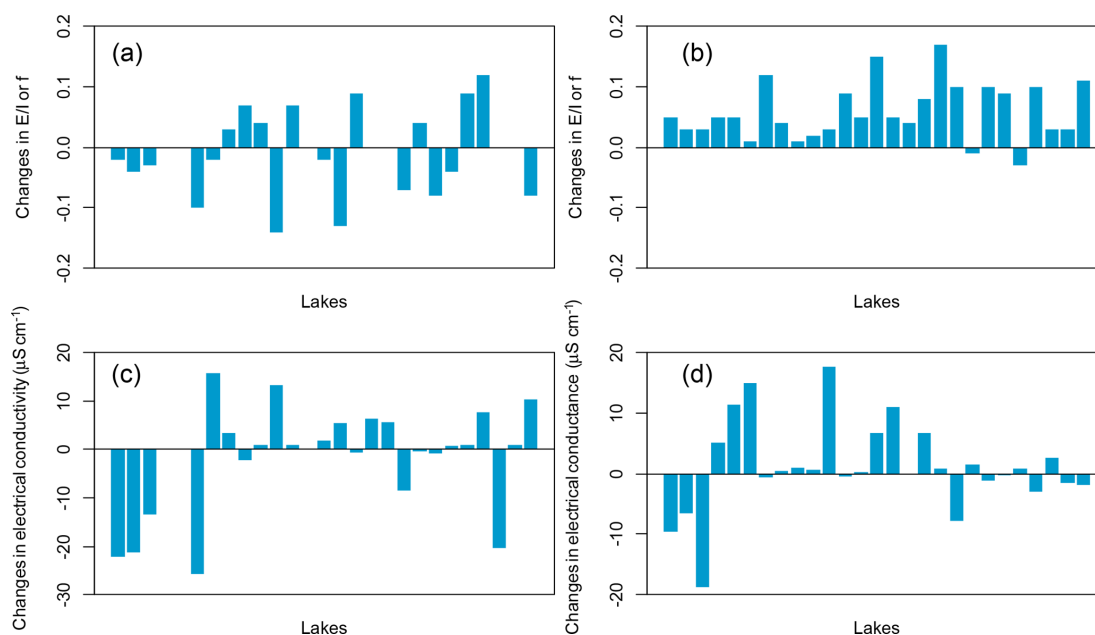 (a)
Changes in E/I or f
0.2
0.1
0.0
-0.1
-0.2
Lakes
(b)
Changes in E/I or f
0.2
0.1
0.0
-0.1
-0.2
Lakes
(c)
Changes in electrical conductivity (µS cm⁻¹)
20
10
0
-10
-20
-30
Lakes
(d)
Changes in electrical conductance (µS cm⁻¹)
20
10
0
-10
-20
Lakes